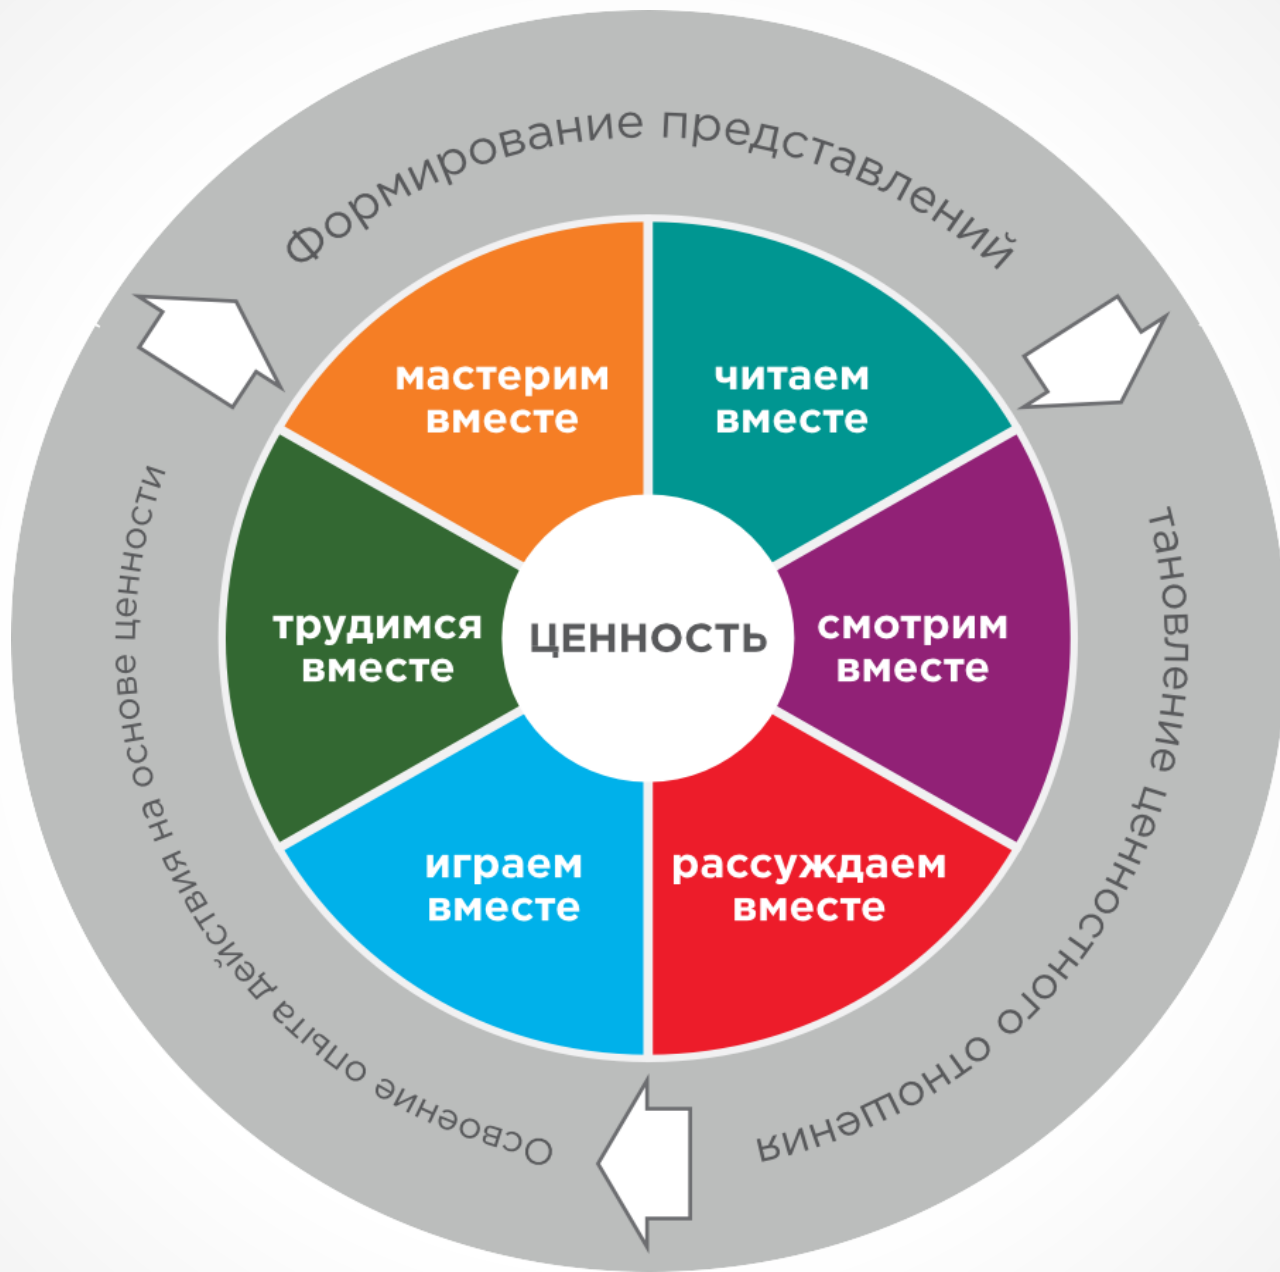 Формирование представлений
тановление ценностного отношения
Освоение опыта действия на основе ценности
мастерим
вместе
читаем
вместе
трудимся
вместе
ЦЕННОСТЬ
смотрим
вместе
играем
вместе
рассуждаем
вместе